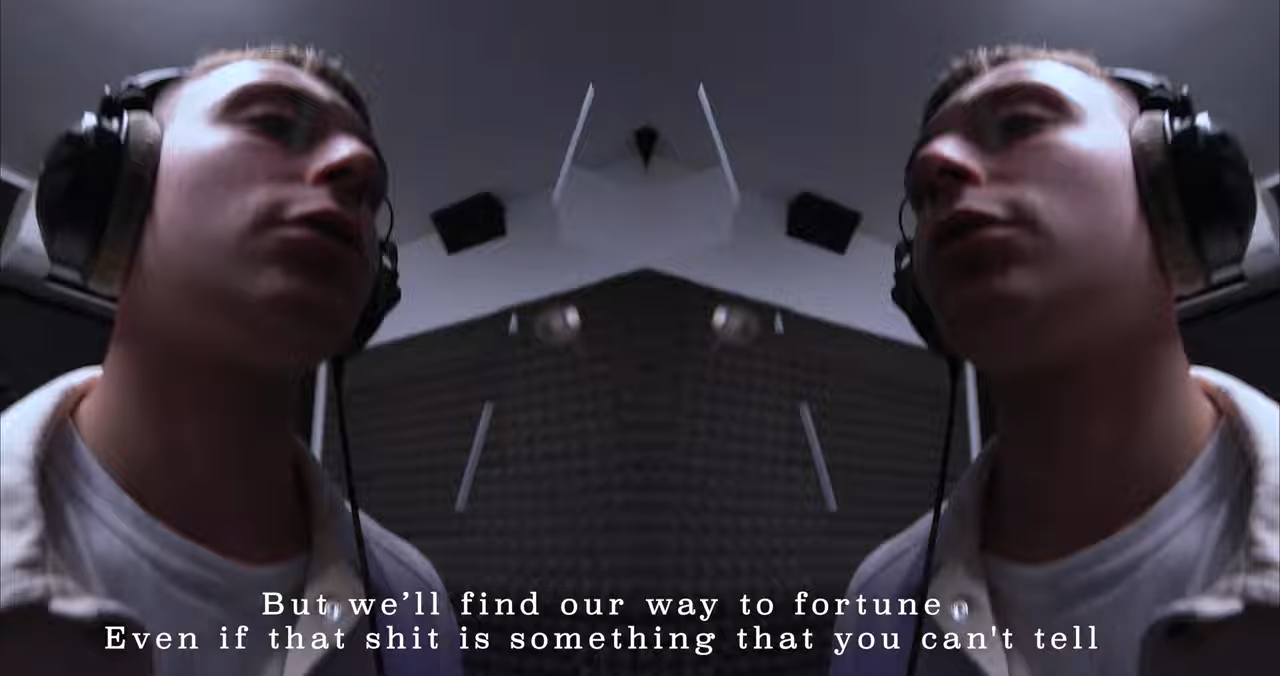 But we’ll find our way to fortune
Even if that shit is something that you can't tell